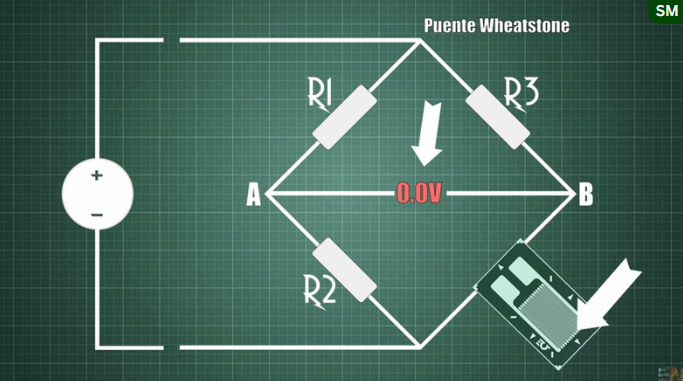 SM
Puente Wheatstone
R1
R3
+
A
0.0V
B
−
R2